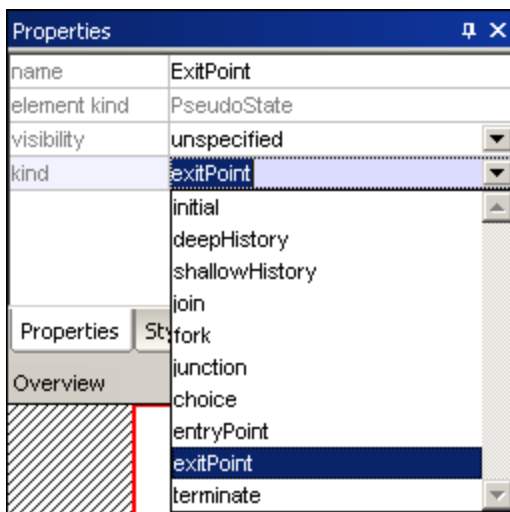 Properties
name ExitPoint
element kind PseudoState
visibility unspecified
kind exitPoint
initial
deepHistory
shallowHistory
join
Properties St fork
junction
Overview
choice
entryPoint
exitPoint
terminate